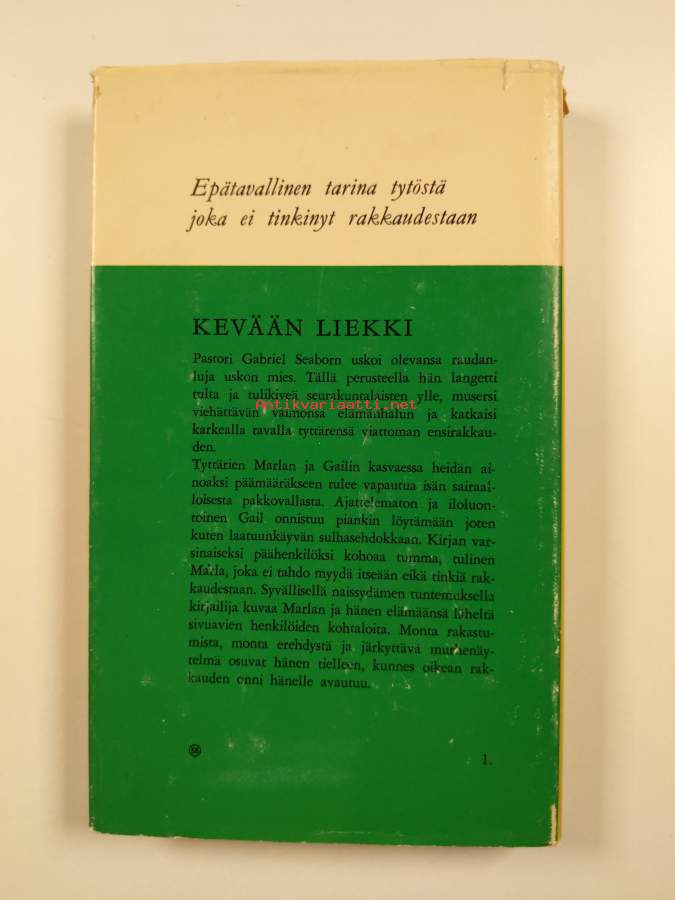 Epätavallinen tarina tytöstä
joka ei tinkinyt rakkaudestaan
KEVÄÄN LIEKKI
Pastori Gabriel Seaborn uskoi olevansa raudan-
luja uskon mies. Tällä perusteella hän langetti
tulta ja tulikiveä seurakuntalaisten ylle, musersi
viehättävän vaimonsa elämänhalun ja katkaisi
Antikvariaatti.net
karkealla tavalla tyttärensä viattoman ensirakkau-
den.
Tyttärien Marlan ja Gailin kasvaessa heidän ai-
noaksi päämääräkseen tulee vapautua isän sairaal-
loisesta pakkovallasta. Ajattelematon ja iloluon-
toinen Gail onnistuu piankin löytämään joten
kuten laatuunkäyvän sulhasehdokkaan. Kirjan var-
sinaiseksi päähenkilöksi kohoaa tumma, tulinen
Marla, joka ei tahdo myydä itseään eikä tinkiä rak-
kaudestaan. Syvällisellä naissydämen tuntemuksella
kirjailija kuvaa Marlan ja hänen elämäänsä läheltä
sivuavien henkilöiden kohtaloita. Monta rakastu-
mista, monta erehdystä ja järkyttävä murhenäy-
telmä osuvat hänen tielleen, kunnes oikean rak-
kauden onni hänelle avautuu.
SK
1.